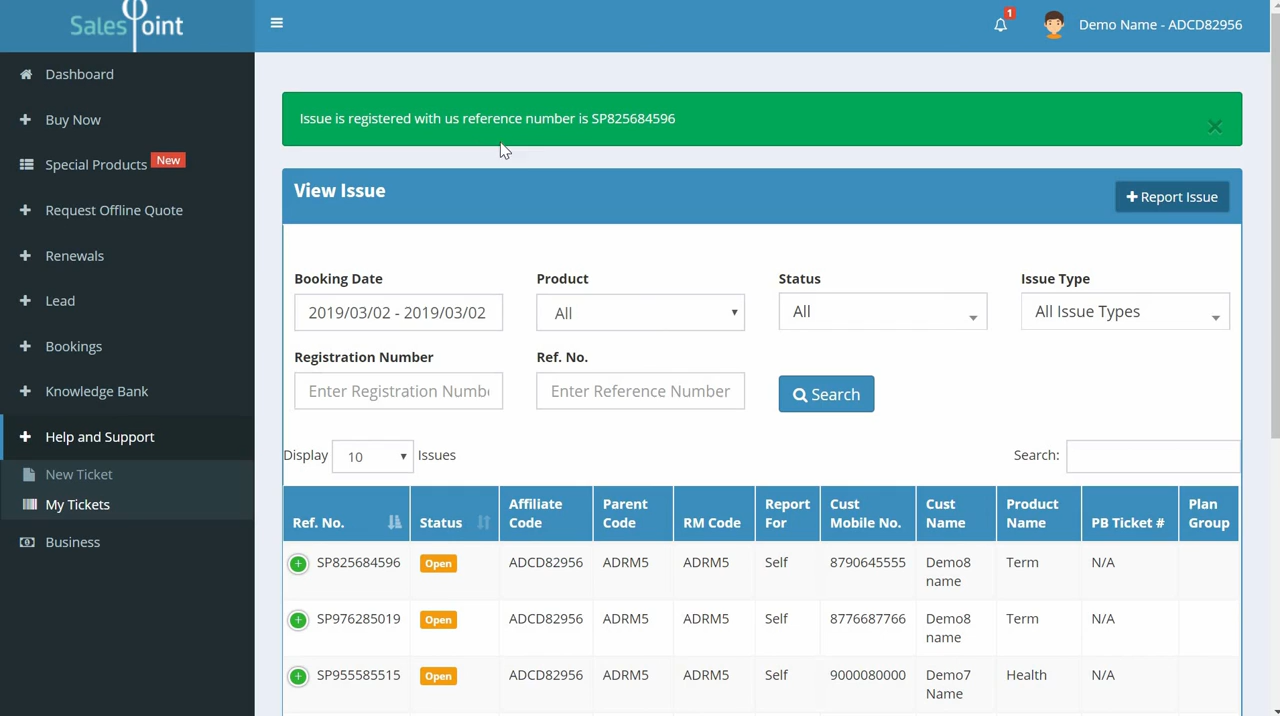 SalesPoint
1
Demo Name - ADCD82956
Dashboard
Buy Now
Special Products New
Request Offline Quote
Renewals
Lead
Bookings
Knowledge Bank
Help and Support
New Ticket
My Tickets
Business
Issue is registered with us reference number is SP825684596
×
View Issue
Report Issue
Booking Date
Product
Status
Issue Type
2019/03/02 - 2019/03/02
All
All
All Issue Types
Registration Number
Ref. No.
Enter Registration Numb
Enter Reference Number
Search
Display 10 Issues
Search:
Ref. No. Status Affiliate Code Parent Code RM Code Report For Cust Mobile No. Cust Name Product Name PB Ticket # Plan Group
SP825684596 Open ADCD82956 ADRM5 ADRM5 Self 8790645555 Demo8 name Term N/A
SP976285019 Open ADCD82956 ADRM5 ADRM5 Self 8776687766 Demo8 name Term N/A
SP955585515 Open ADCD82956 ADRM5 ADRM5 Self 9000080000 Demo7 Name Health N/A